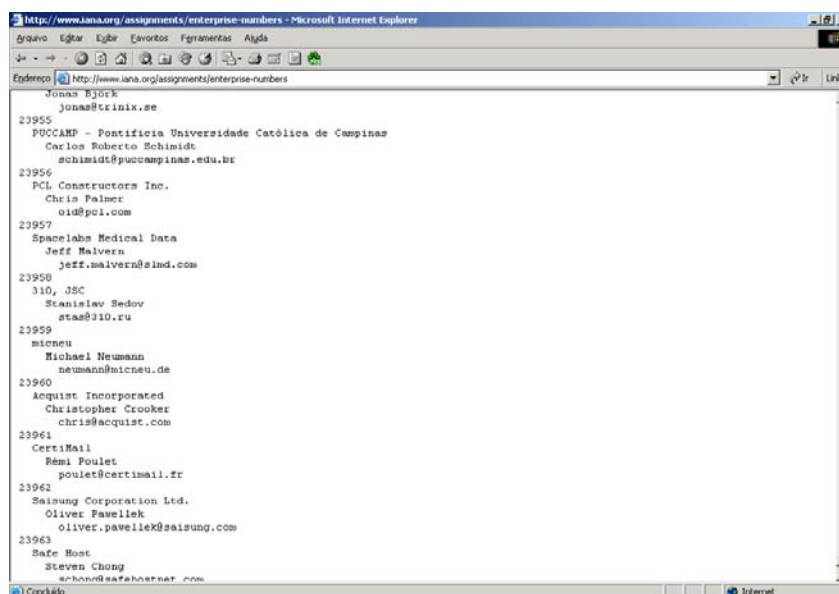 http://www.iana.org/assignments/enterprise-numbers - Microsoft Internet Explorer
Arquivo Editar Exibir Favoritos Ferramentas Ajuda
Endereço http://www.iana.org/assignments/enterprise-numbers Ir Lin
Jonas Björk
jonas@trinix.se
23955
PUCCAMP - Pontificia Universidade Católica de Campinas
Carlos Roberto Schimidt
schimidt@puccampinas.edu.br
23956
PCL Constructors Inc.
Chris Palmer
oid@pcl.com
23957
Spacelabs Medical Data
Jeff Malvern
jeff.malvern@slmd.com
23958
310, JSC
Stanislav Sedov
stas@310.ru
23959
micneu
Michael Neumann
neumann@micneu.de
23960
Acquist Incorporated
Christopher Crooker
chris@acquist.com
23961
CertiMail
Rémi Poulet
poulet@certimail.fr
23962
Saisung Corporation Ltd.
Oliver Pawellek
oliver.pawellek@saisung.com
23963
Safe Host
Steven Chong
schong@safehostnet.com
Concluído Internet